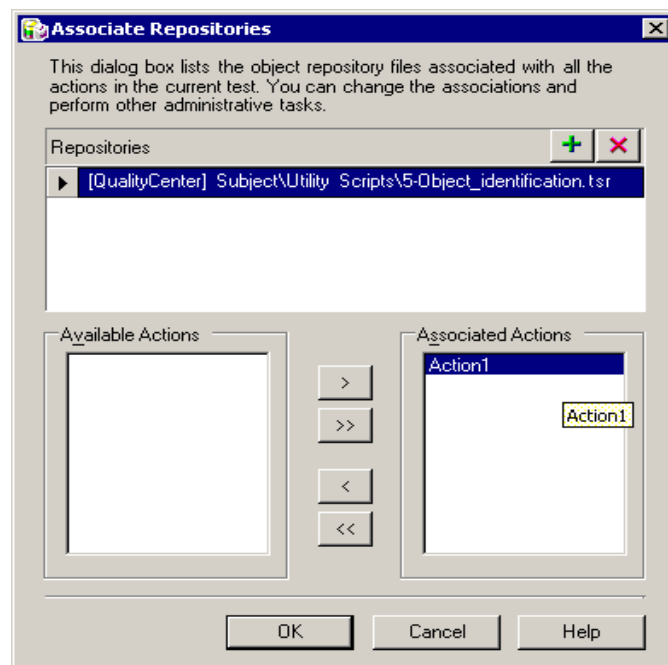 Associate Repositories
This dialog box lists the object repository files associated with all the
actions in the current test. You can change the associations and
perform other administrative tasks.
Repositories
[QualityCenter] Subject\Utility Scripts\5-Object_identification.tsr
Available Actions
Associated Actions
Action1
>
Action1
>>
<
<<
OK
Cancel
Help